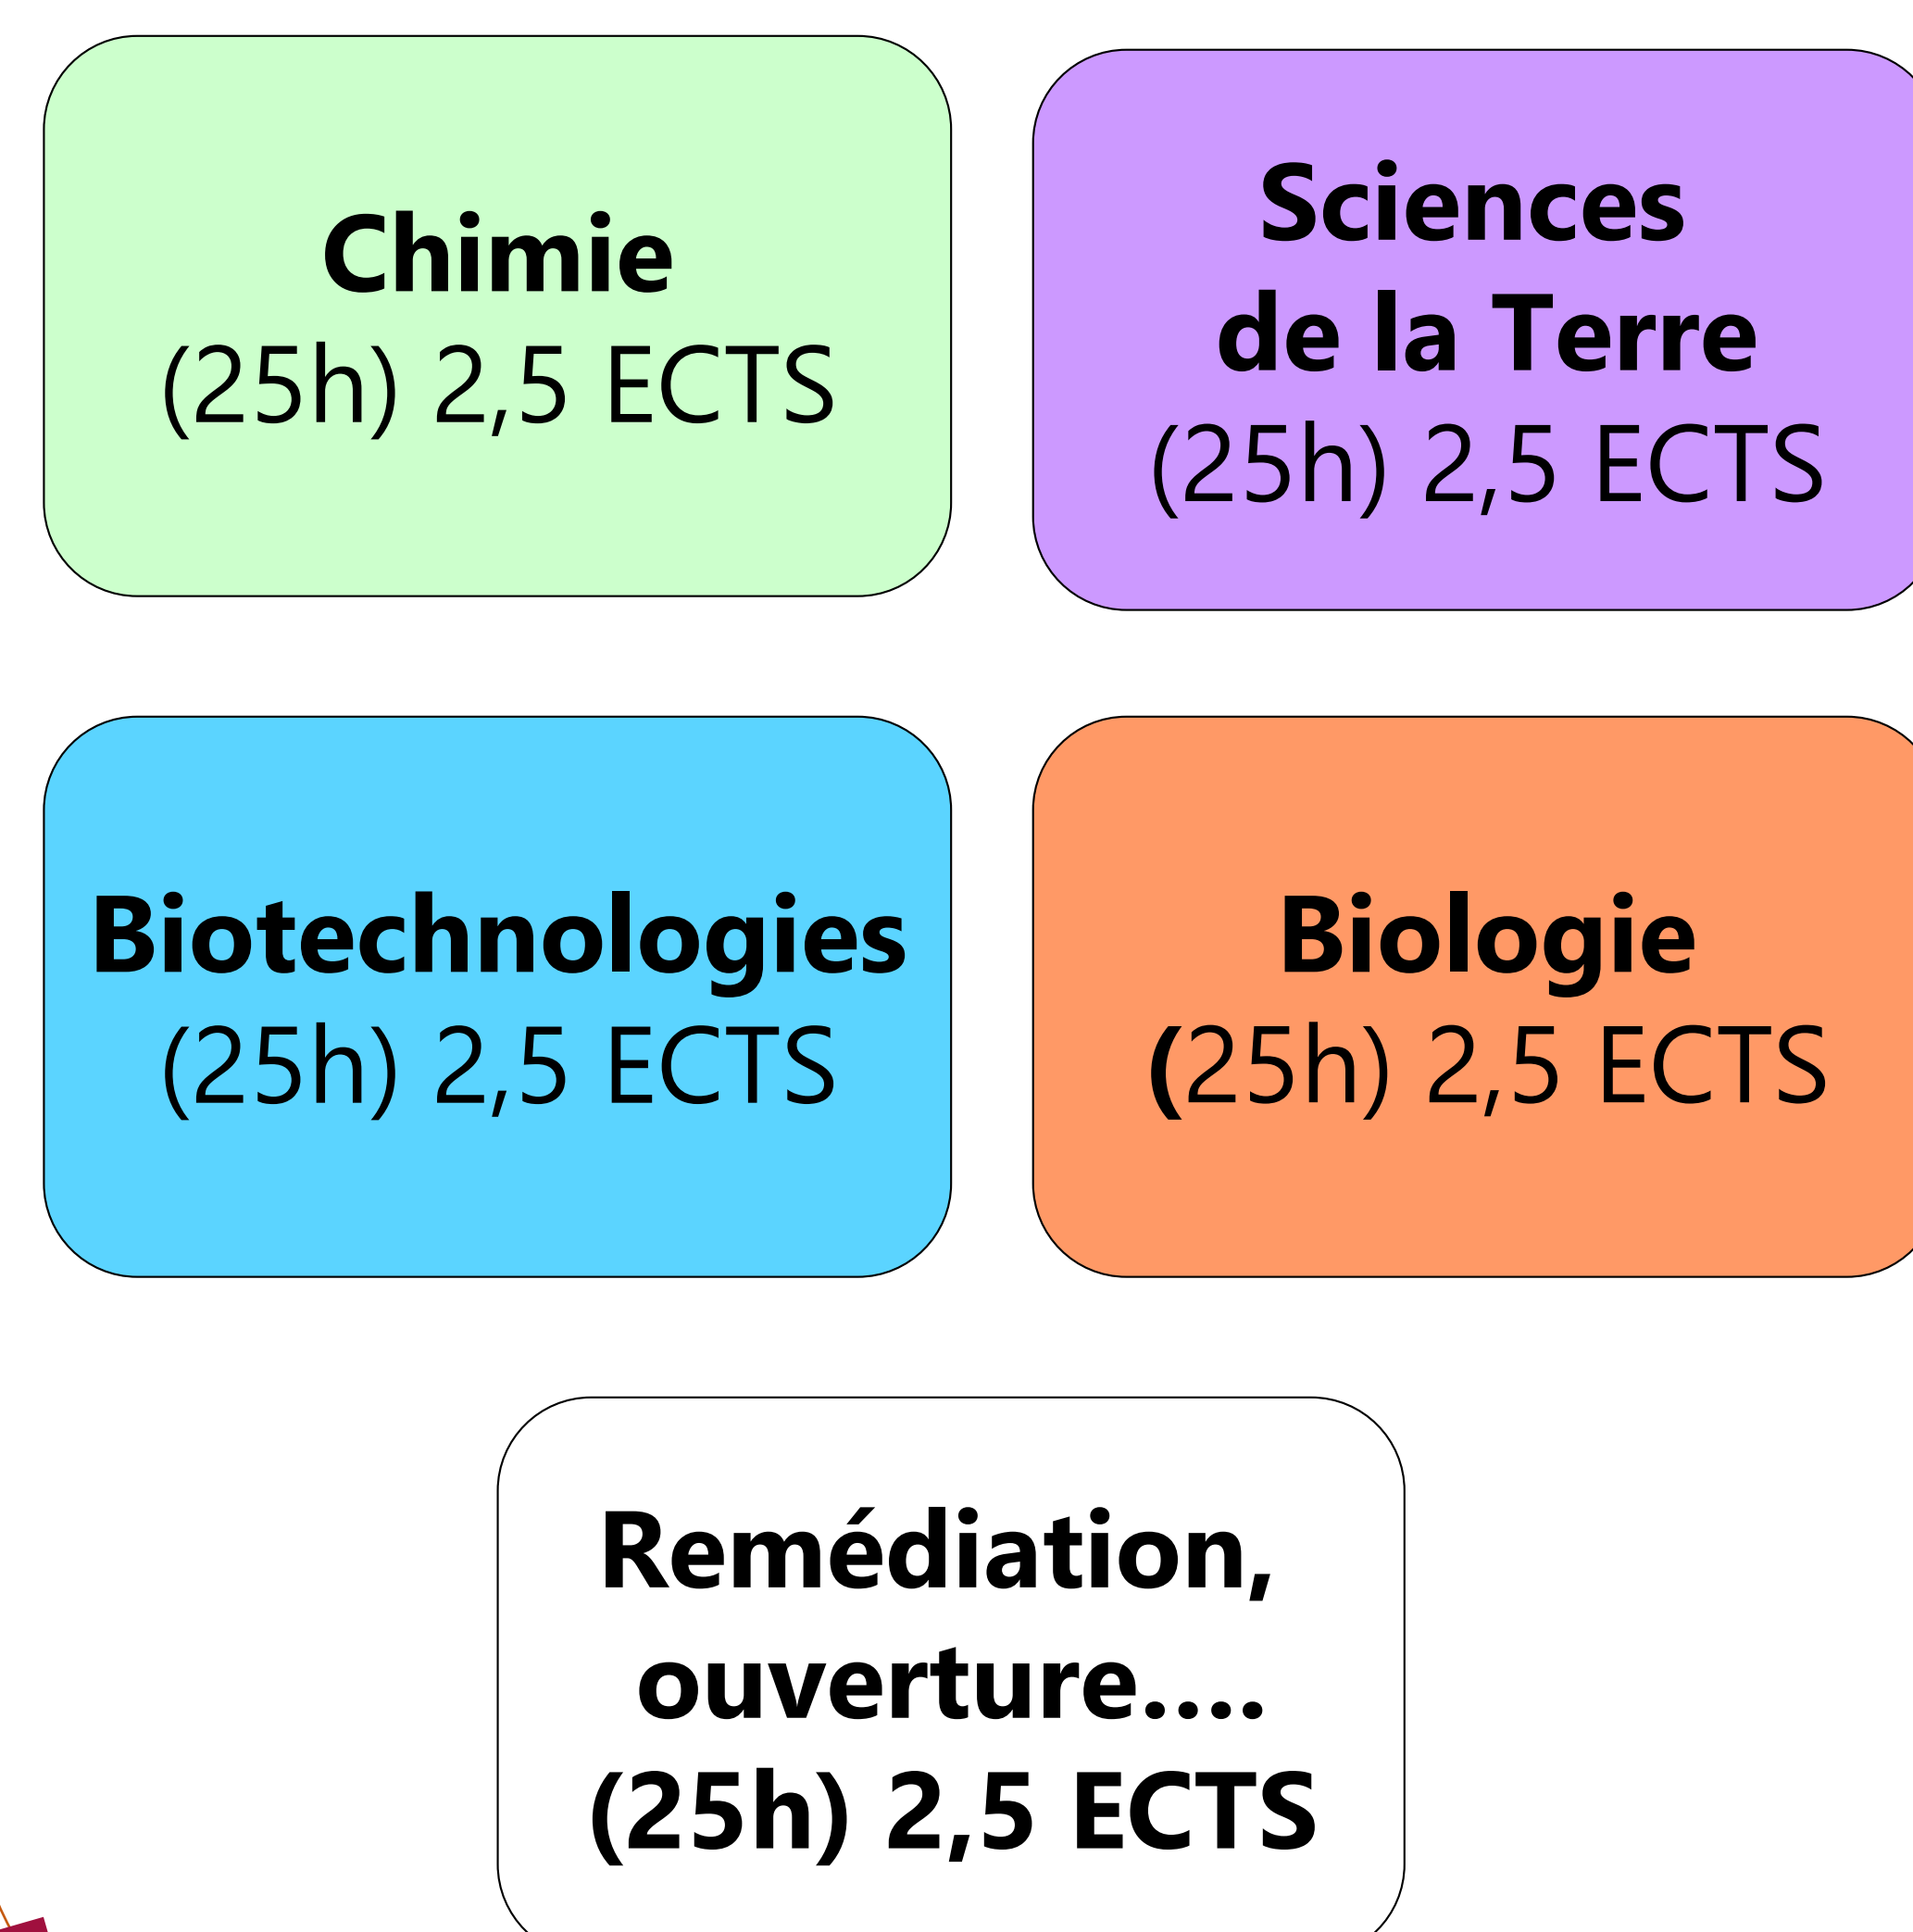 Chimie
(25h) 2,5 ECTS
Sciences
de la Terre
(25h) 2,5 ECTS
Biotechnologies
(25h) 2,5 ECTS
Biologie
(25h) 2,5 ECTS
Remédiation,
ouverture....
(25h) 2,5 ECTS